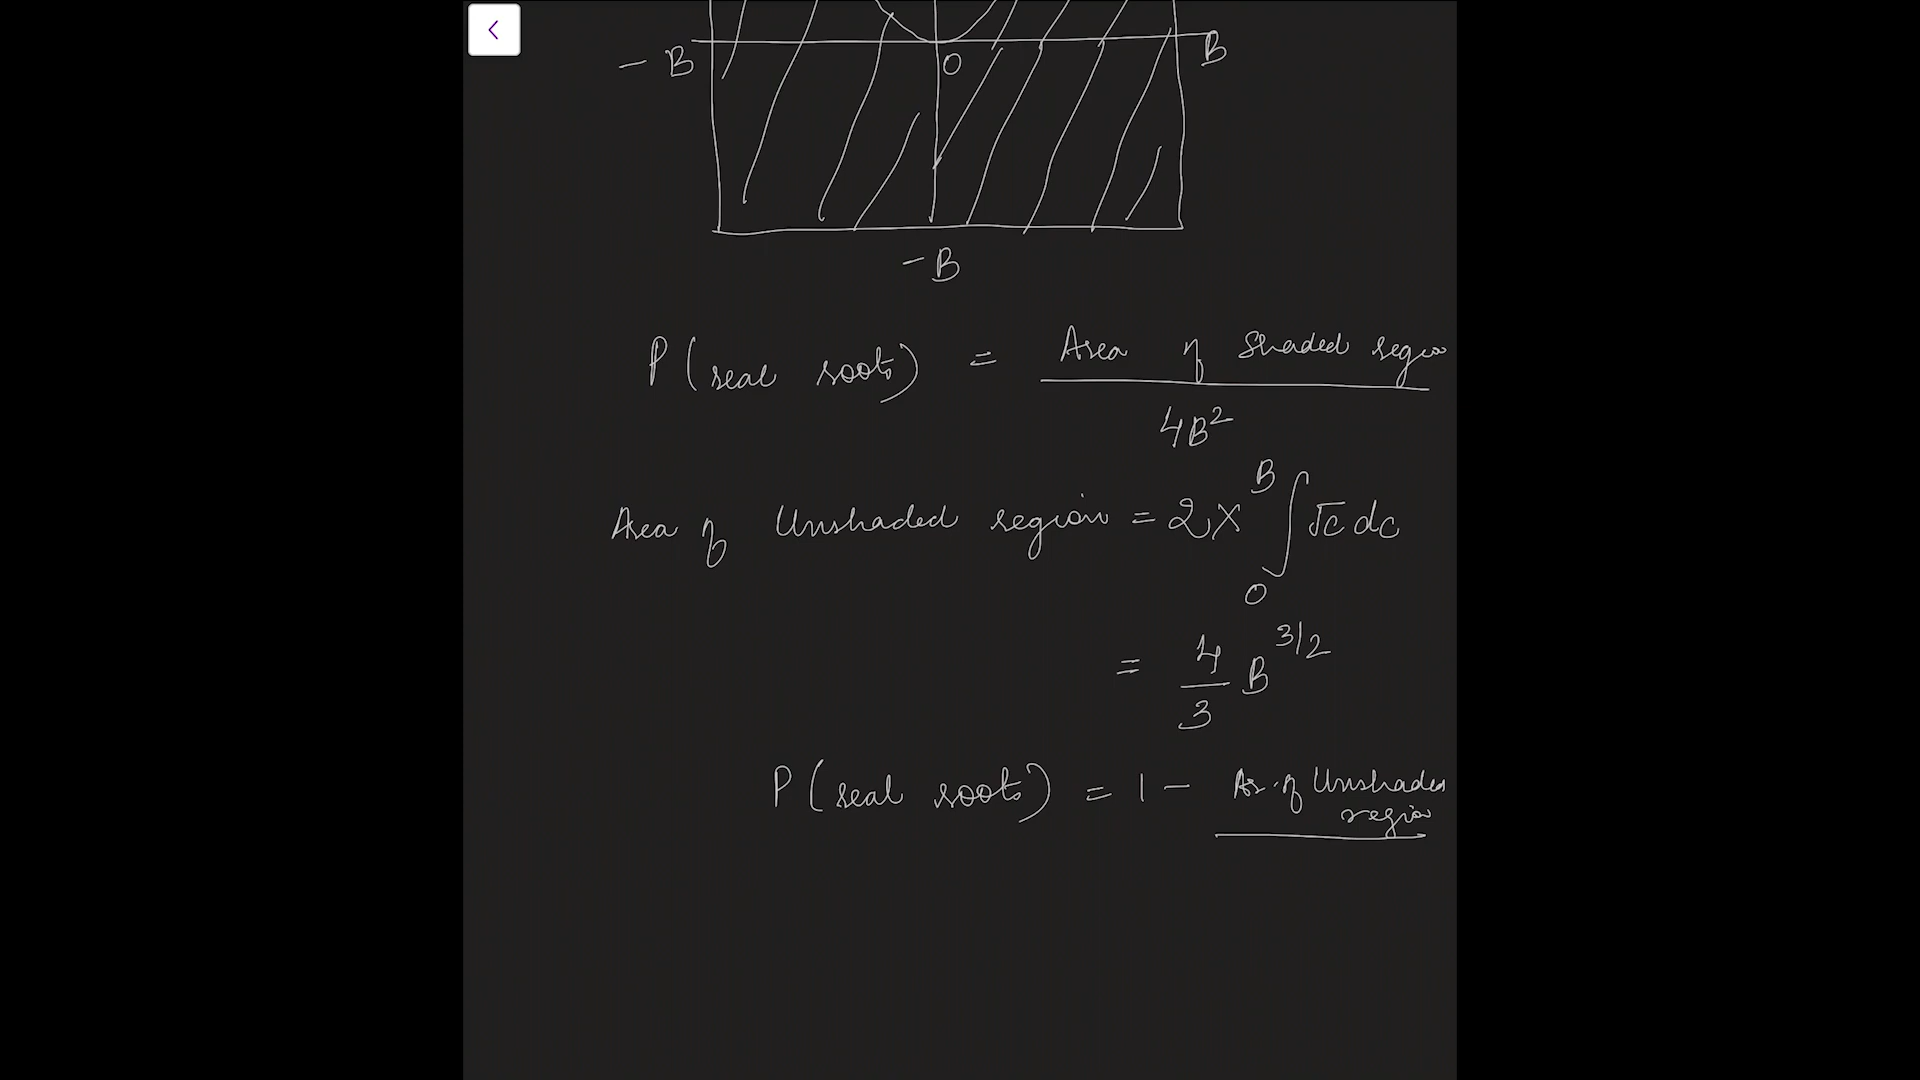 - B O B
- B
P (real roots) = Area of Shaded region / 4B²
Area of Unshaded region = 2 × ∫₀ᴮ √c dc
= 4/3 B^3/2
P (real roots) = 1 - Ar. of Unshaded region